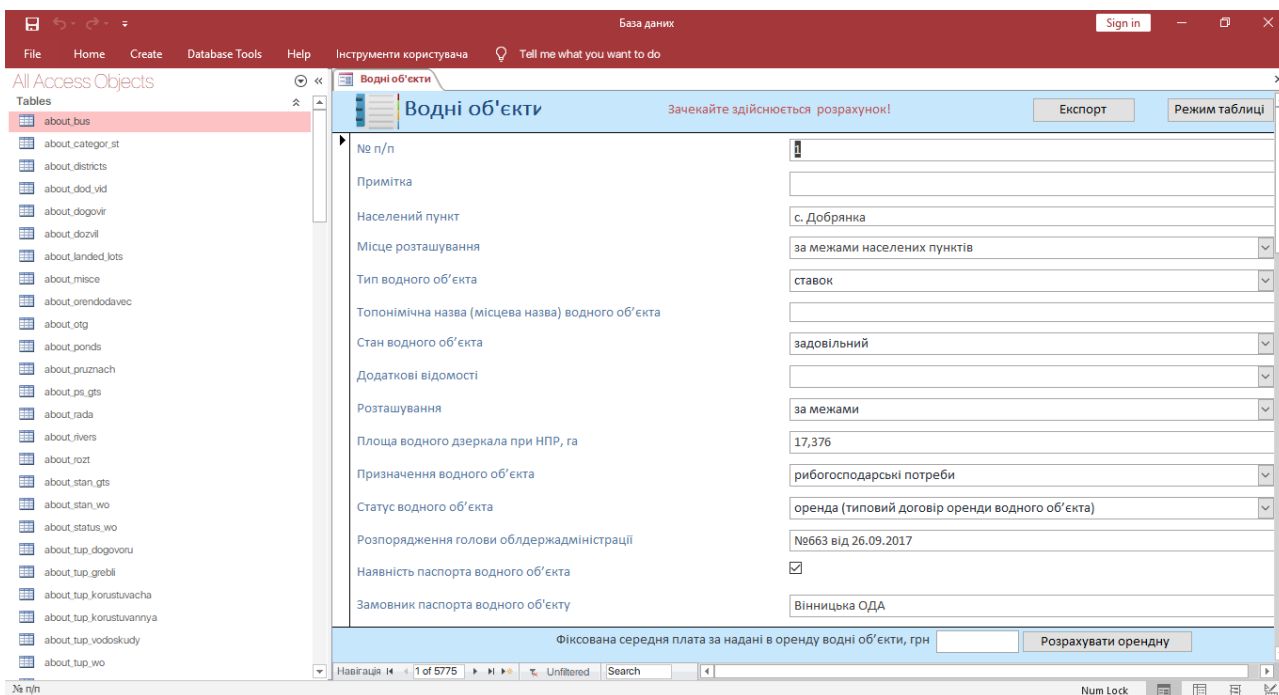 База даних
Sign in
File Home Create Database Tools Help Інструменти користувача Tell me what you want to do
All Access Objects
Tables
about_bus
about_categor_st
about_districts
about_dod_vid
about_dogovir
about_dozvil
about_landed_lots
about_misce
about_orendodavec
about_otg
about_ponds
about_pruznach
about_ps_gts
about_rada
about_rivers
about_rozt
about_stan_gts
about_stan_wo
about_status_wo
about_tup_dogovoru
about_tup_grebli
about_tup_korustuvacha
about_tup_korustuvannya
about_tup_vodoskudy
about_tup_wo
Водні об'єкти
Водні об'єкти Зачекайте здійснюється розрахунок! Експорт Режим таблиці
№ п/п 1
Примітка
Населений пункт с. Добрянка
Місце розташування за межами населених пунктів
Тип водного об'єкта ставок
Топонімічна назва (місцева назва) водного об'єкта
Стан водного об'єкта задовільний
Додаткові відомості
Розташування за межами
Площа водного дзеркала при НПР, га 17,376
Призначення водного об'єкта рибогосподарські потреби
Статус водного об'єкта оренда (типовий договір оренди водного об'єкта)
Розпорядження голови облдержадміністрації №663 від 26.09.2017
Наявність паспорта водного об'єкта
Замовник паспорта водного об'єкту Вінницька ОДА
Фіксована середня плата за надані в оренду водні об'єкти, грн Розрахувати орендну
Навігація 1 of 5775 Unfiltered Search
№ п/п Num Lock